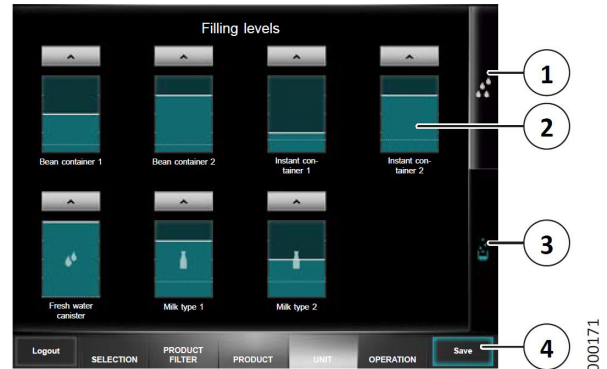 Filling levels
Bean container 1
Bean container 2
Instant con-
tainer 1
Instant con-
tainer 2
Fresh water
canister
Milk type 1
Milk type 2
Logout
SELECTION
PRODUCT
FILTER
PRODUCT
UNIT
OPERATION
Save
1
2
3
4